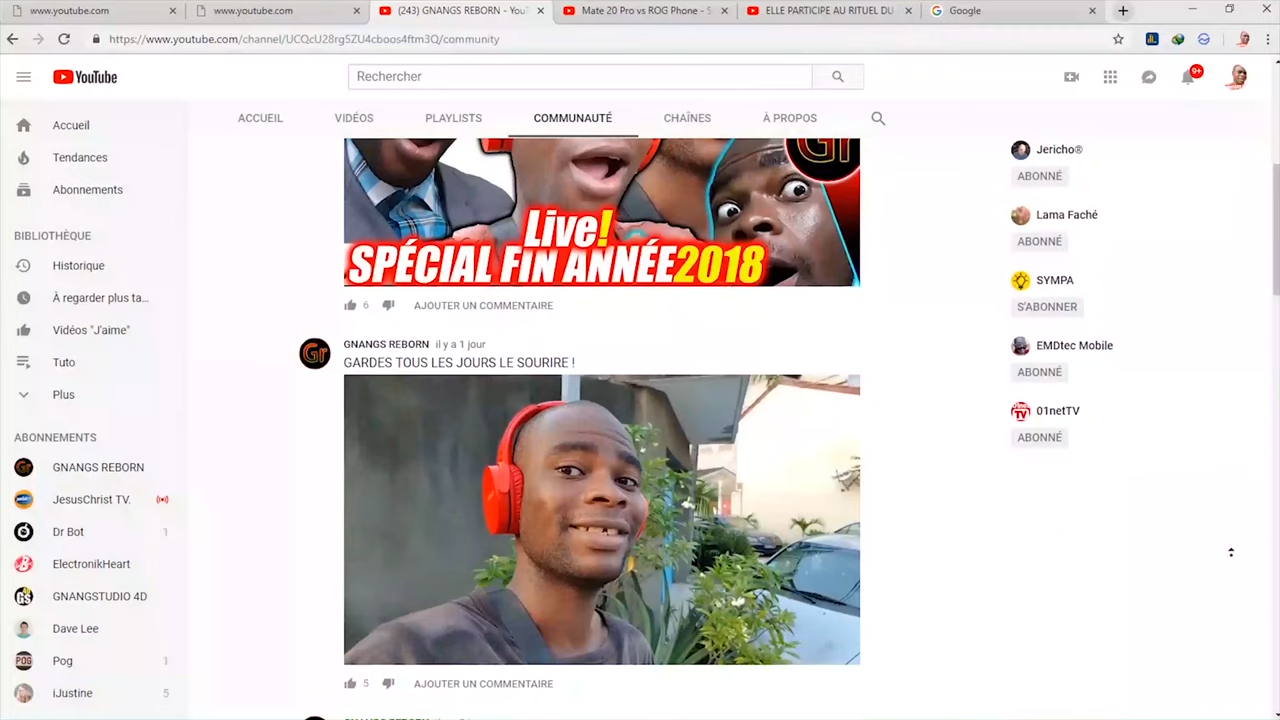 www.youtube.com
www.youtube.com
(243) GNANGS REBORN - You
Mate 20 Pro vs ROG Phone - S
ELLE PARTICIPE AU RITUEL DU
Google
https://www.youtube.com/channel/UCQcU28rgSZU4cboos4ftm3Q/community
YouTube
Rechercher
9+
ACCUEIL
VIDÉOS
PLAYLISTS
COMMUNAUTÉ
CHAÎNES
À PROPOS
Accueil
Tendances
Abonnements
BIBLIOTHÈQUE
Historique
À regarder plus ta...
Vidéos "J'aime"
Tuto
Plus
ABONNEMENTS
GNANGS REBORN
JesusChrist TV.
Dr Bot 1
ElectronikHeart
GNANGSTUDIO 4D
Dave Lee
Pog 1
iJustine 5
Gr
Live!
SPÉCIAL FIN ANNÉE 2018
6 AJOUTER UN COMMENTAIRE
Gr
GNANGS REBORN il y a 1 jour
GARDES TOUS LES JOURS LE SOURIRE !
5 AJOUTER UN COMMENTAIRE
Jericho®
ABONNÉ
Lama Faché
ABONNÉ
SYMPA
S'ABONNER
EMDtec Mobile
ABONNÉ
01netTV
ABONNÉ